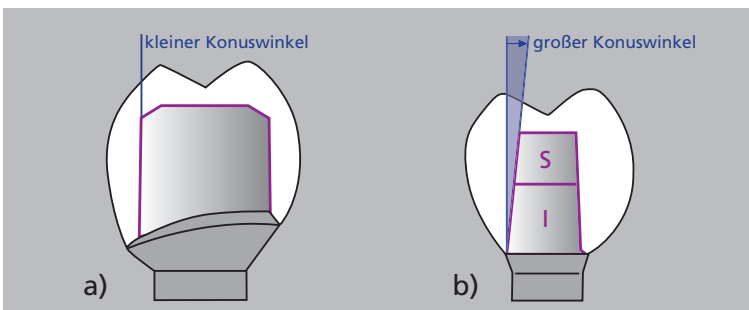 kleiner Konuswinkel
großer Konuswinkel
S
I
a)
b)